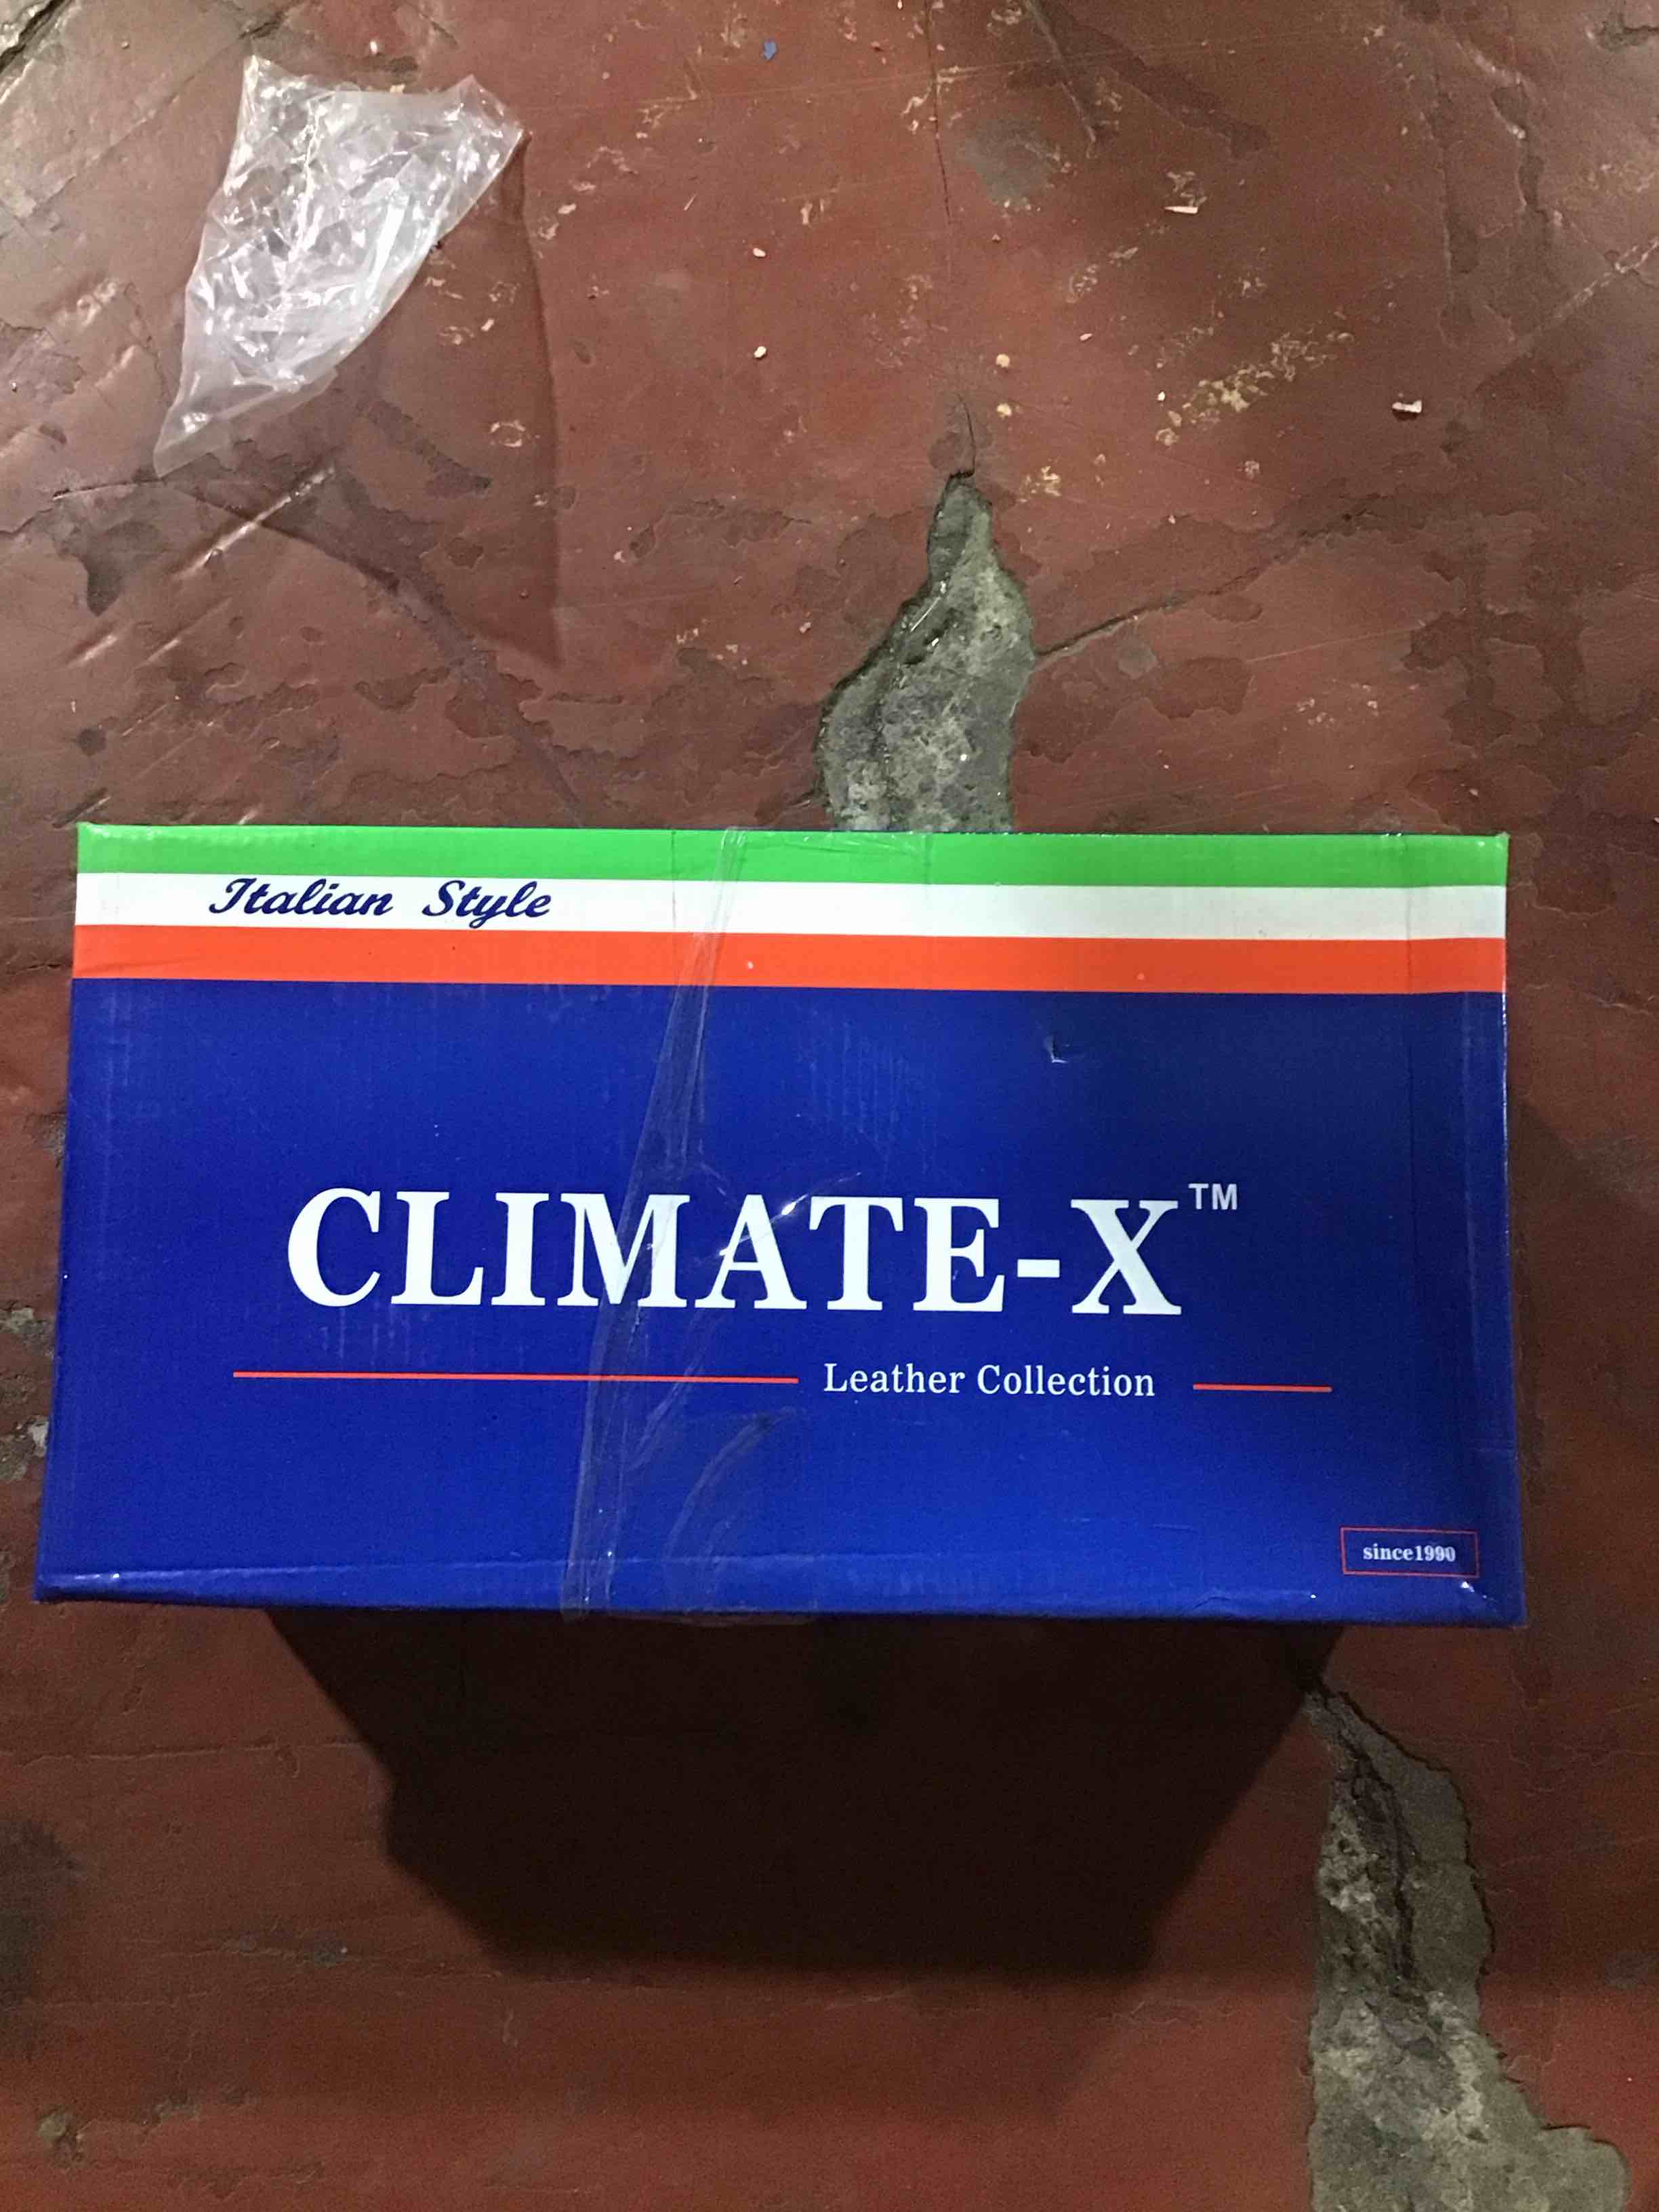 Italian Style
CLIMATE-X™
Leather Collection
since1990